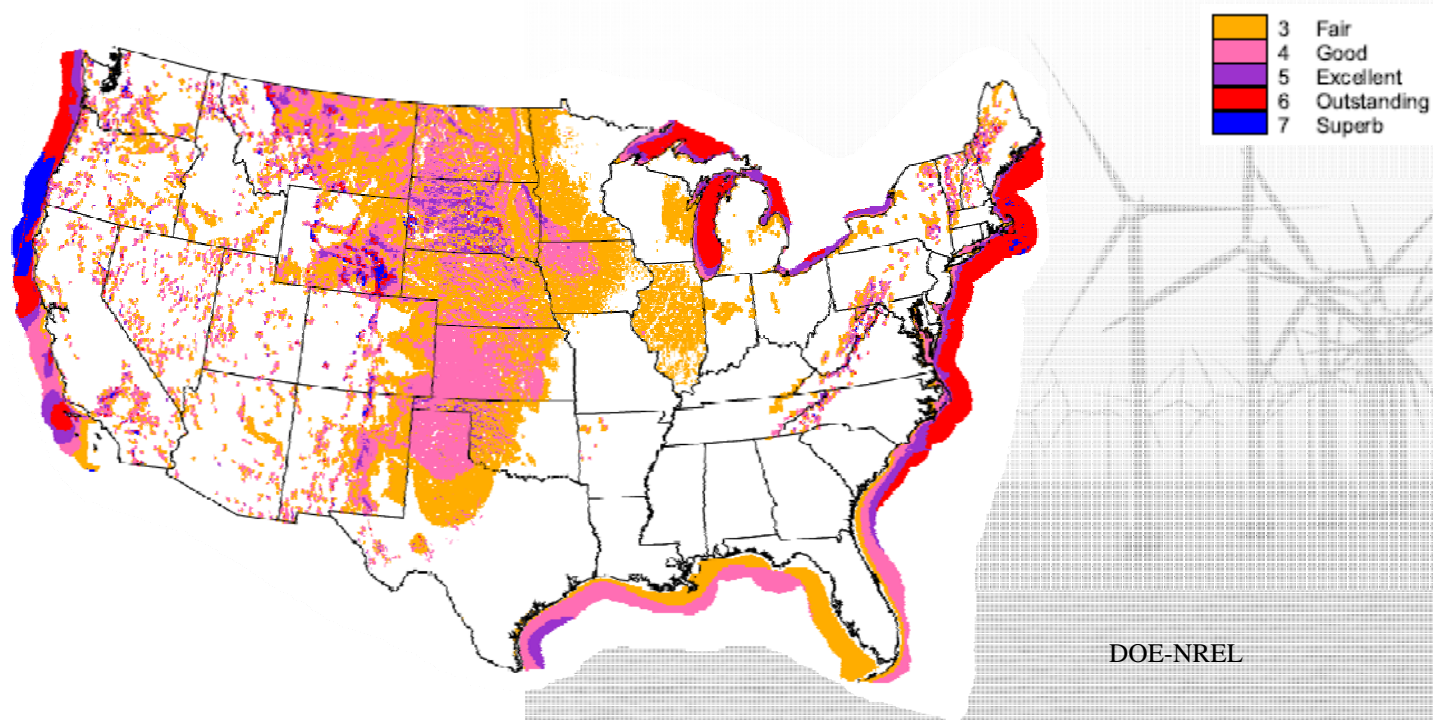 3 Fair
4 Good
5 Excellent
6 Outstanding
7 Superb
DOE-NREL